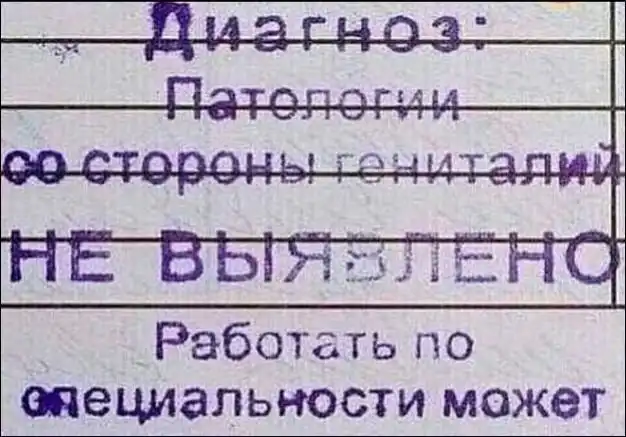 Диагноз:
Патологии
со стороны гениталий
НЕ ВЫЯВЛЕНО
Работать по
специальности может